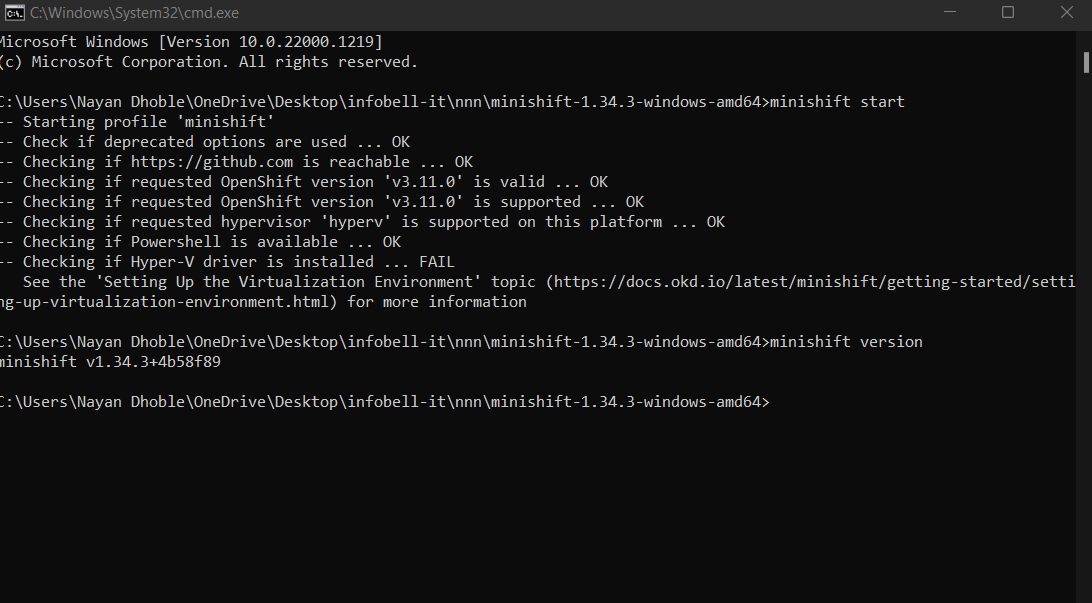 C:\Windows\System32\cmd.exe
Microsoft Windows [Version 10.0.22000.1219]
(c) Microsoft Corporation. All rights reserved.
C:\Users\Nayan Dhoble\OneDrive\Desktop\infobell-it\nnn\minishift-1.34.3-windows-amd64>minishift start
-- Starting profile 'minishift'
-- Check if deprecated options are used ... OK
-- Checking if https://github.com is reachable ... OK
-- Checking if requested OpenShift version 'v3.11.0' is valid ... OK
-- Checking if requested OpenShift version 'v3.11.0' is supported ... OK
-- Checking if requested hypervisor 'hyperv' is supported on this platform ... OK
-- Checking if Powershell is available ... OK
-- Checking if Hyper-V driver is installed ... FAIL
See the 'Setting Up the Virtualization Environment' topic (https://docs.okd.io/latest/minishift/getting-started/setti
ng-up-virtualization-environment.html) for more information
C:\Users\Nayan Dhoble\OneDrive\Desktop\infobell-it\nnn\minishift-1.34.3-windows-amd64>minishift version
minishift v1.34.3+4b58f89
C:\Users\Nayan Dhoble\OneDrive\Desktop\infobell-it\nnn\minishift-1.34.3-windows-amd64>